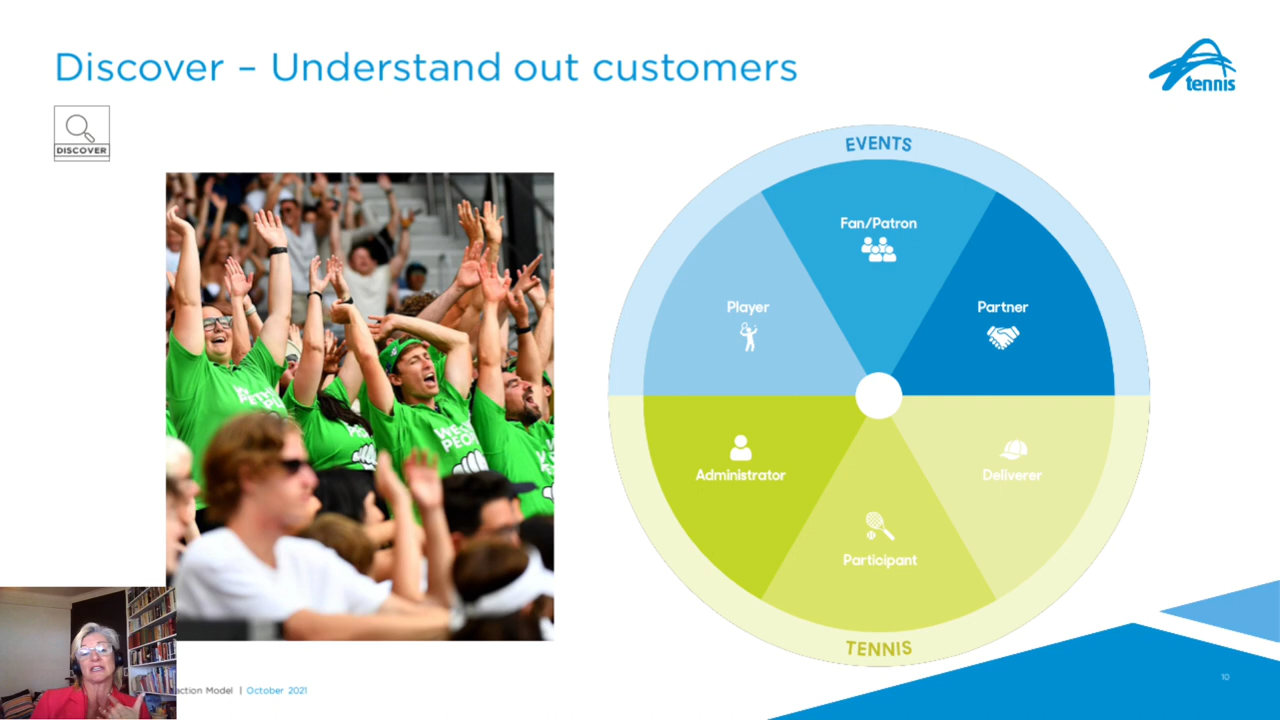 Discover – Understand out customers
tennis
DISCOVER
EVENTS
Fan/Patron
Player
Partner
Administrator
Deliverer
Participant
TENNIS
action Model | October 2021
10